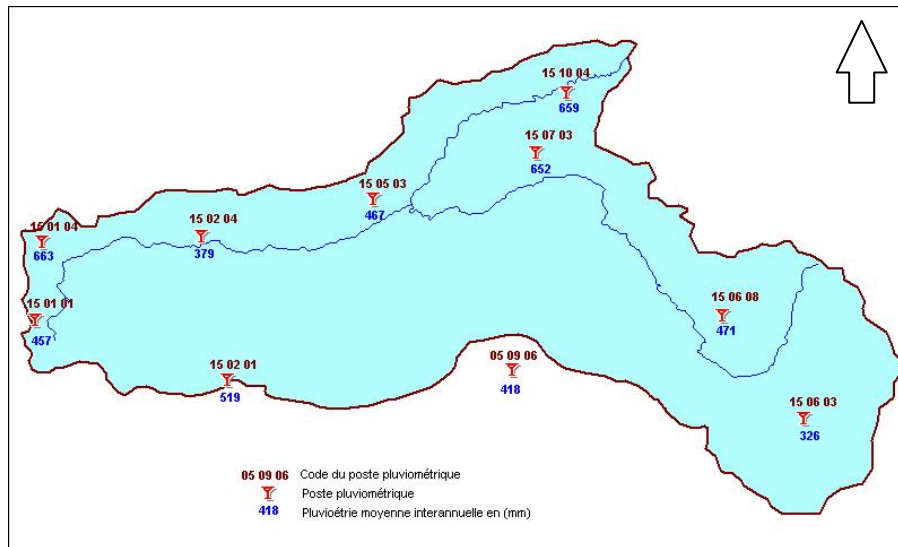 15 10 04
659
15 07 03
652
15 05 03
467
15 02 04
379
15 01 04
663
15 01 01
457
15 06 08
471
15 02 01
519
05 09 06
418
15 06 03
326
05 09 06 Code du poste pluviométrique
Poste pluviométrique
418 Pluvioétrie moyenne interannuelle en (mm)